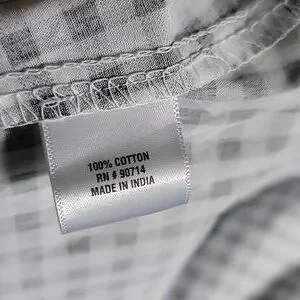 100% COTTON
RN # 90714
MADE IN INDIA